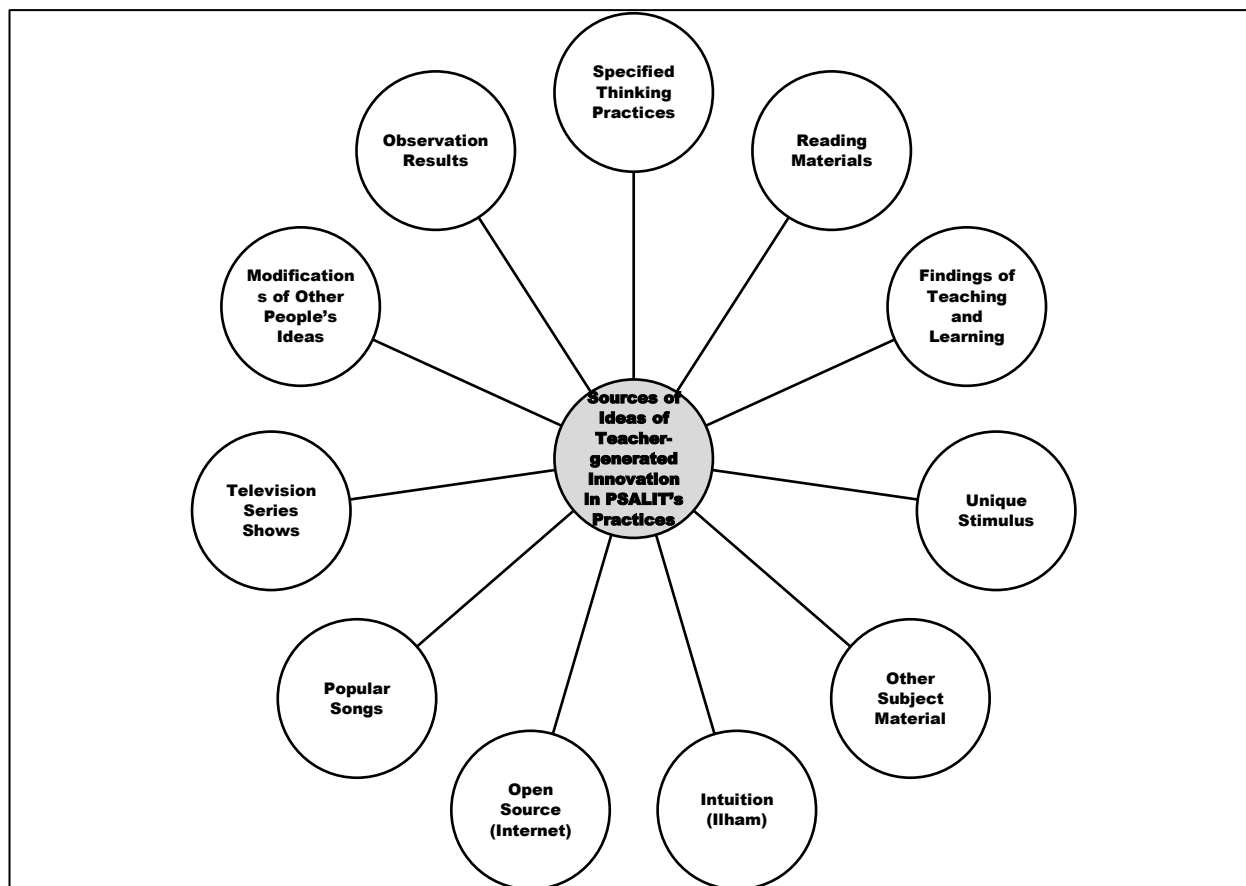 Specified
Thinking
Practices
Reading
Materials
Findings of
Teaching
and
Learning
Unique
Stimulus
Other
Subject
Material
Intuition
(Ilham)
Open
Source
(Internet)
Popular
Songs
Television
Series
Shows
Modification
s of Other
People’s
Ideas
Observation
Results
Sources of
Ideas of
Teacher-
generated
Innovation
in PSALIT’s
Practices